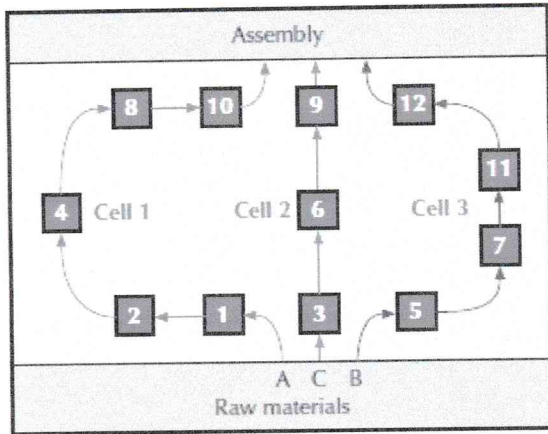 Assembly
8 10 9 12
11
4 Cell 1 Cell 2 6 Cell 3
7
2 1 3 5
A C B
Raw materials